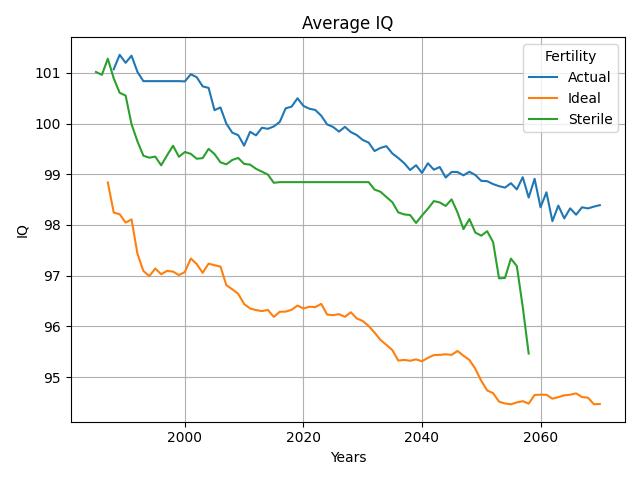 Average IQ
Fertility
Actual
Ideal
Sterile
IQ
101
100
99
98
97
96
95
2000
2020
2040
2060
Years